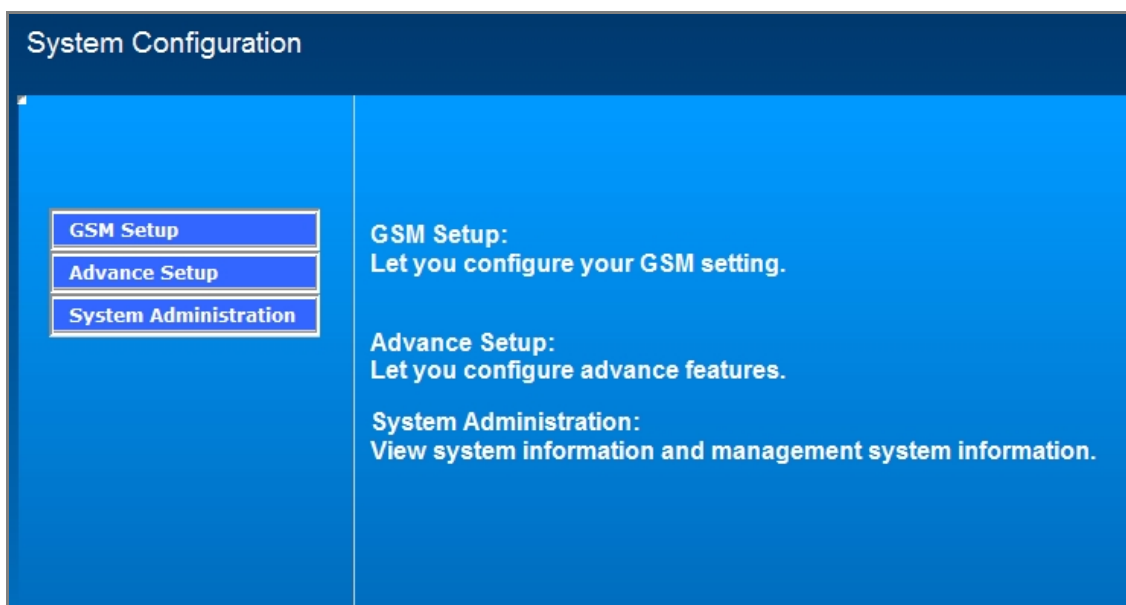 System Configuration
GSM Setup
Advance Setup
System Administration
GSM Setup:
Let you configure your GSM setting.
Advance Setup:
Let you configure advance features.
System Administration:
View system information and management system information.